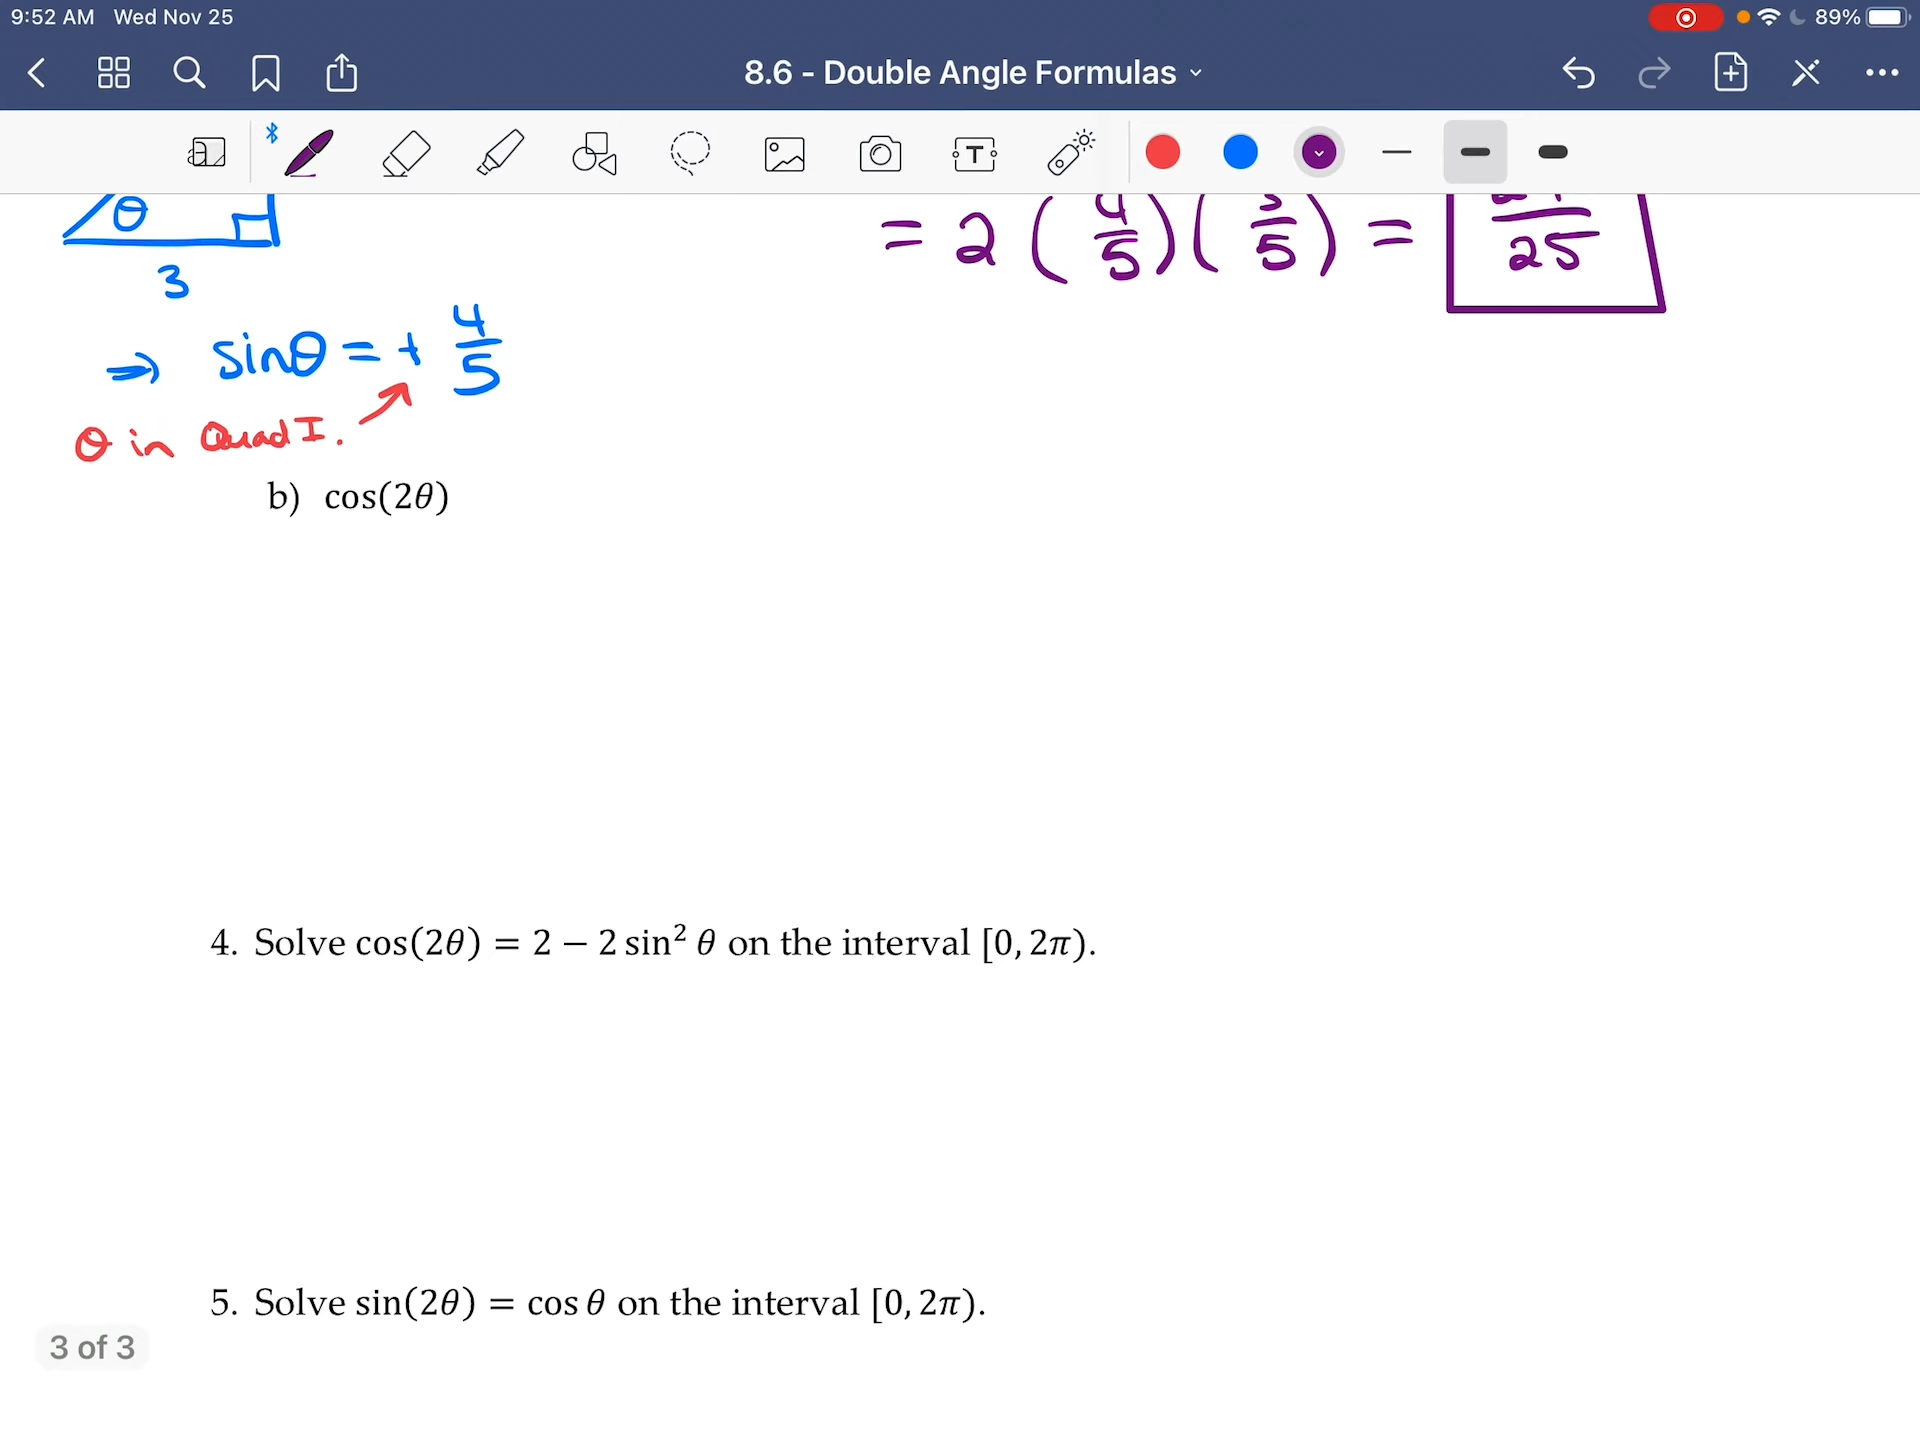 9:52 AM Wed Nov 25
89%
8.6 - Double Angle Formulas
θ
3
= 2 (4/5)(3/5) = 25
⇒ sinθ = + 4/5
θ in Quad I.
b) cos(2θ)
4. Solve cos(2θ) = 2 − 2 sin² θ on the interval [0, 2π).
5. Solve sin(2θ) = cos θ on the interval [0, 2π).
3 of 3